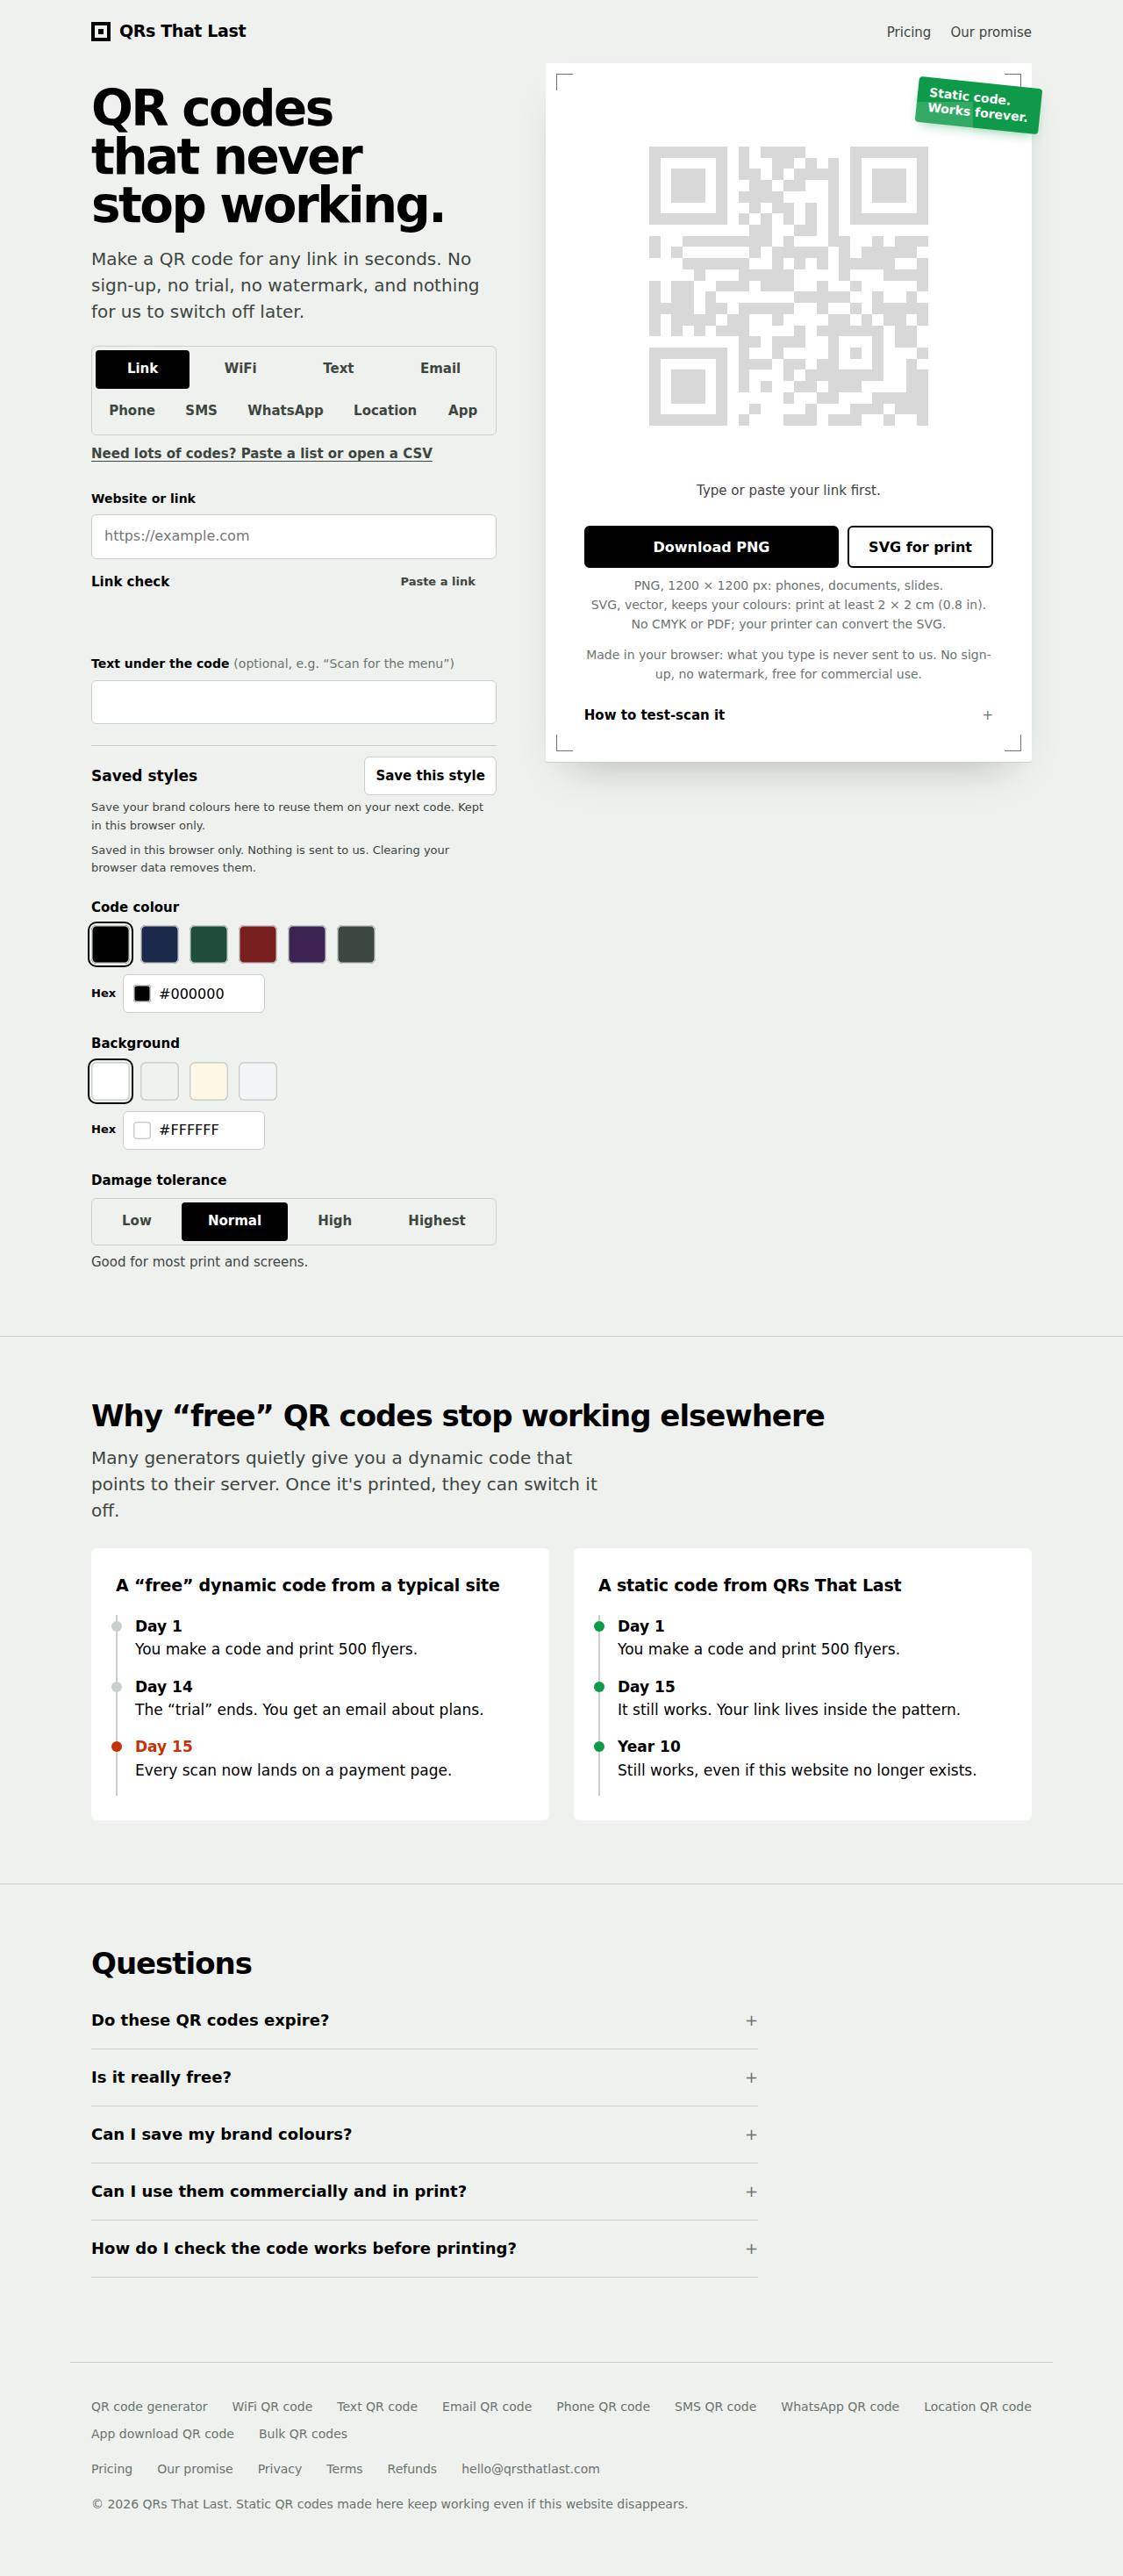 QRs That Last
Pricing
Our promise
QR codes
that never
stop working.
Make a QR code for any link in seconds. No
sign-up, no trial, no watermark, and nothing
for us to switch off later.
Link
WiFi
Text
Email
Phone
SMS
WhatsApp
Location
App
Need lots of codes? Paste a list or open a CSV
Website or link
https://example.com
Link check
Paste a link
Text under the code (optional, e.g. “Scan for the menu”)
Saved styles
Save this style
Save your brand colours here to reuse them on your next code. Kept
in this browser only.
Saved in this browser only. Nothing is sent to us. Clearing your
browser data removes them.
Code colour
Hex
#000000
Background
Hex
#FFFFFF
Damage tolerance
Low
Normal
High
Highest
Good for most print and screens.
Static code.
Works forever.
Type or paste your link first.
Download PNG
SVG for print
PNG, 1200 × 1200 px: phones, documents, slides.
SVG, vector, keeps your colours: print at least 2 × 2 cm (0.8 in).
No CMYK or PDF; your printer can convert the SVG.
Made in your browser: what you type is never sent to us. No sign-
up, no watermark, free for commercial use.
How to test-scan it
+
Why “free” QR codes stop working elsewhere
Many generators quietly give you a dynamic code that
points to their server. Once it's printed, they can switch it
off.
A “free” dynamic code from a typical site
Day 1
You make a code and print 500 flyers.
Day 14
The “trial” ends. You get an email about plans.
Day 15
Every scan now lands on a payment page.
A static code from QRs That Last
Day 1
You make a code and print 500 flyers.
Day 15
It still works. Your link lives inside the pattern.
Year 10
Still works, even if this website no longer exists.
Questions
Do these QR codes expire?
+
Is it really free?
+
Can I save my brand colours?
+
Can I use them commercially and in print?
+
How do I check the code works before printing?
+
QR code generator
WiFi QR code
Text QR code
Email QR code
Phone QR code
SMS QR code
WhatsApp QR code
Location QR code
App download QR code
Bulk QR codes
Pricing
Our promise
Privacy
Terms
Refunds
hello@qrsthatlast.com
© 2026 QRs That Last. Static QR codes made here keep working even if this website disappears.